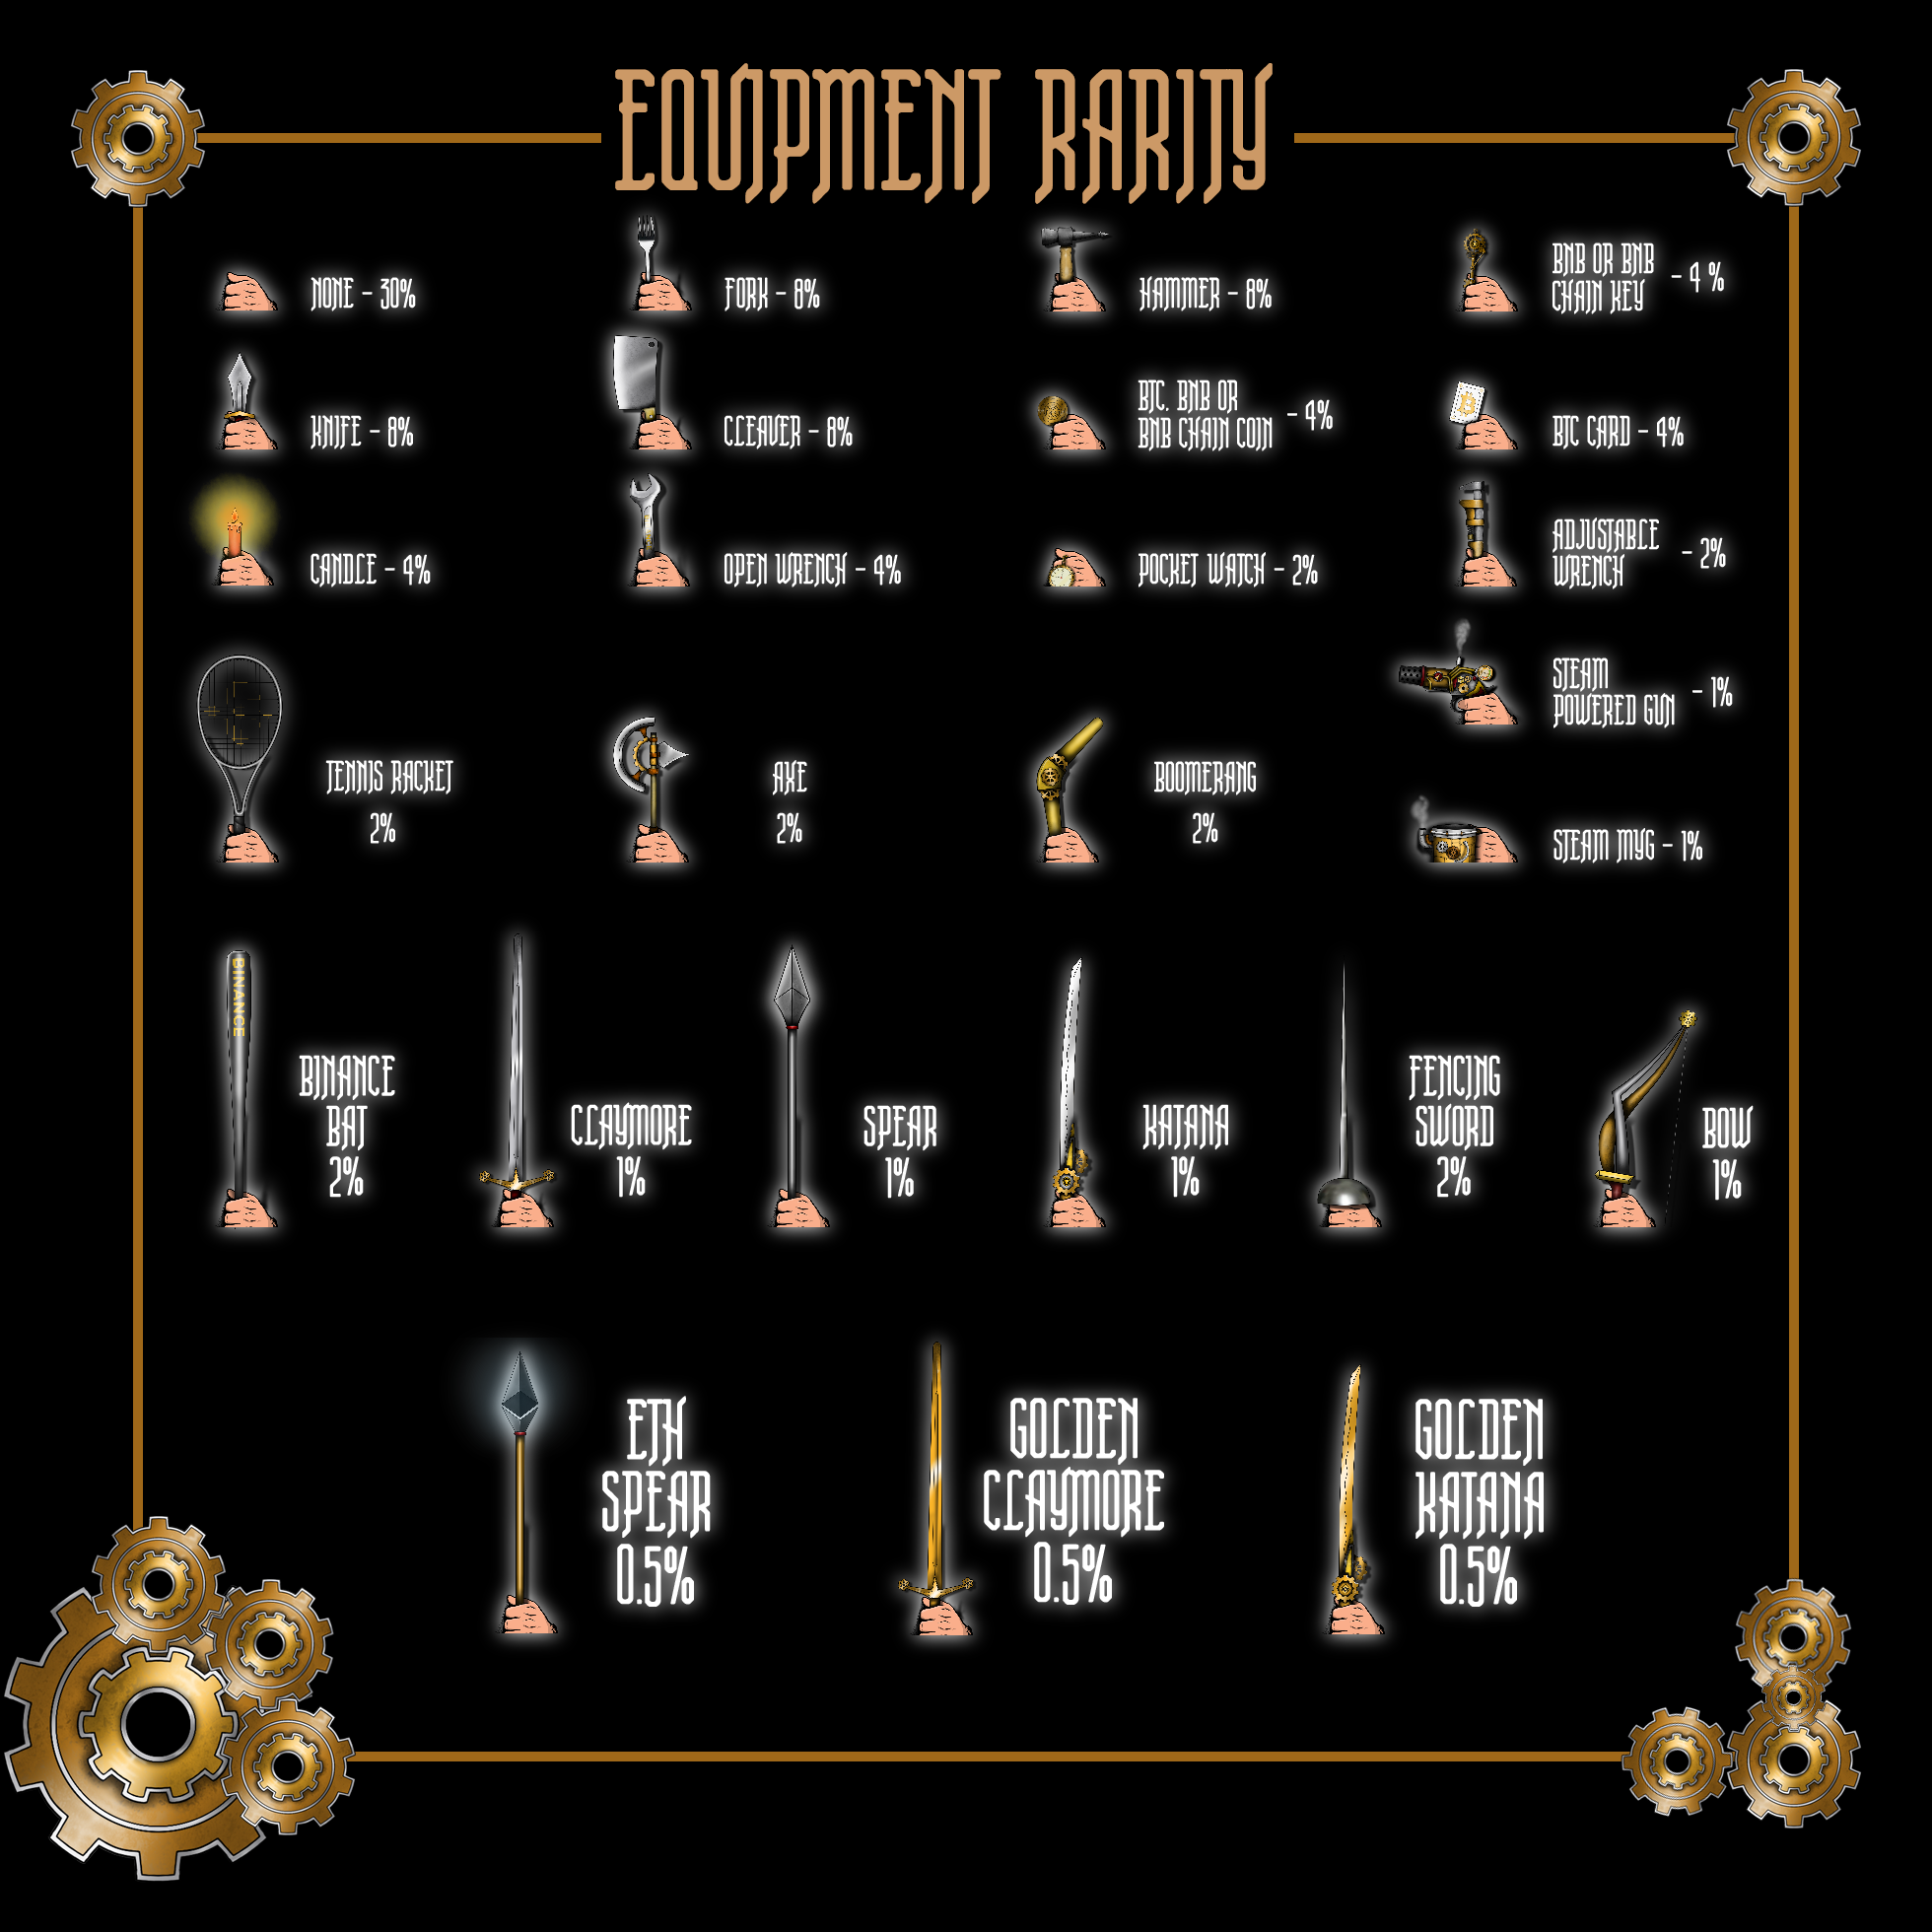 EQUIPMENT RARITY
NONE - 30%
FORK - 8%
HAMMER - 8%
BNB OR BNB
CHAIN KEY
- 4 %
KNIFE - 8%
CLEAVER - 8%
BTC. BNB OR
BNB CHAIN COIN
- 4%
BTC CARD - 4%
CANDLE - 4%
OPEN WRENCH - 4%
POCKET WATCH - 2%
ADJUSTABLE
WRENCH
- 2%
STEAM
POWERED GUN
- 1%
TENNIS RACKET
2%
AXE
2%
BOOMERANG
2%
STEAM MYG - 1%
BINANCE
BINANCE
BAT
2%
CLAYMORE
1%
SPEAR
1%
KATANA
1%
FENCING
SWORD
2%
BOW
1%
ETH
SPEAR
0.5%
GOLDEN
CLAYMORE
0.5%
GOLDEN
KATANA
0.5%